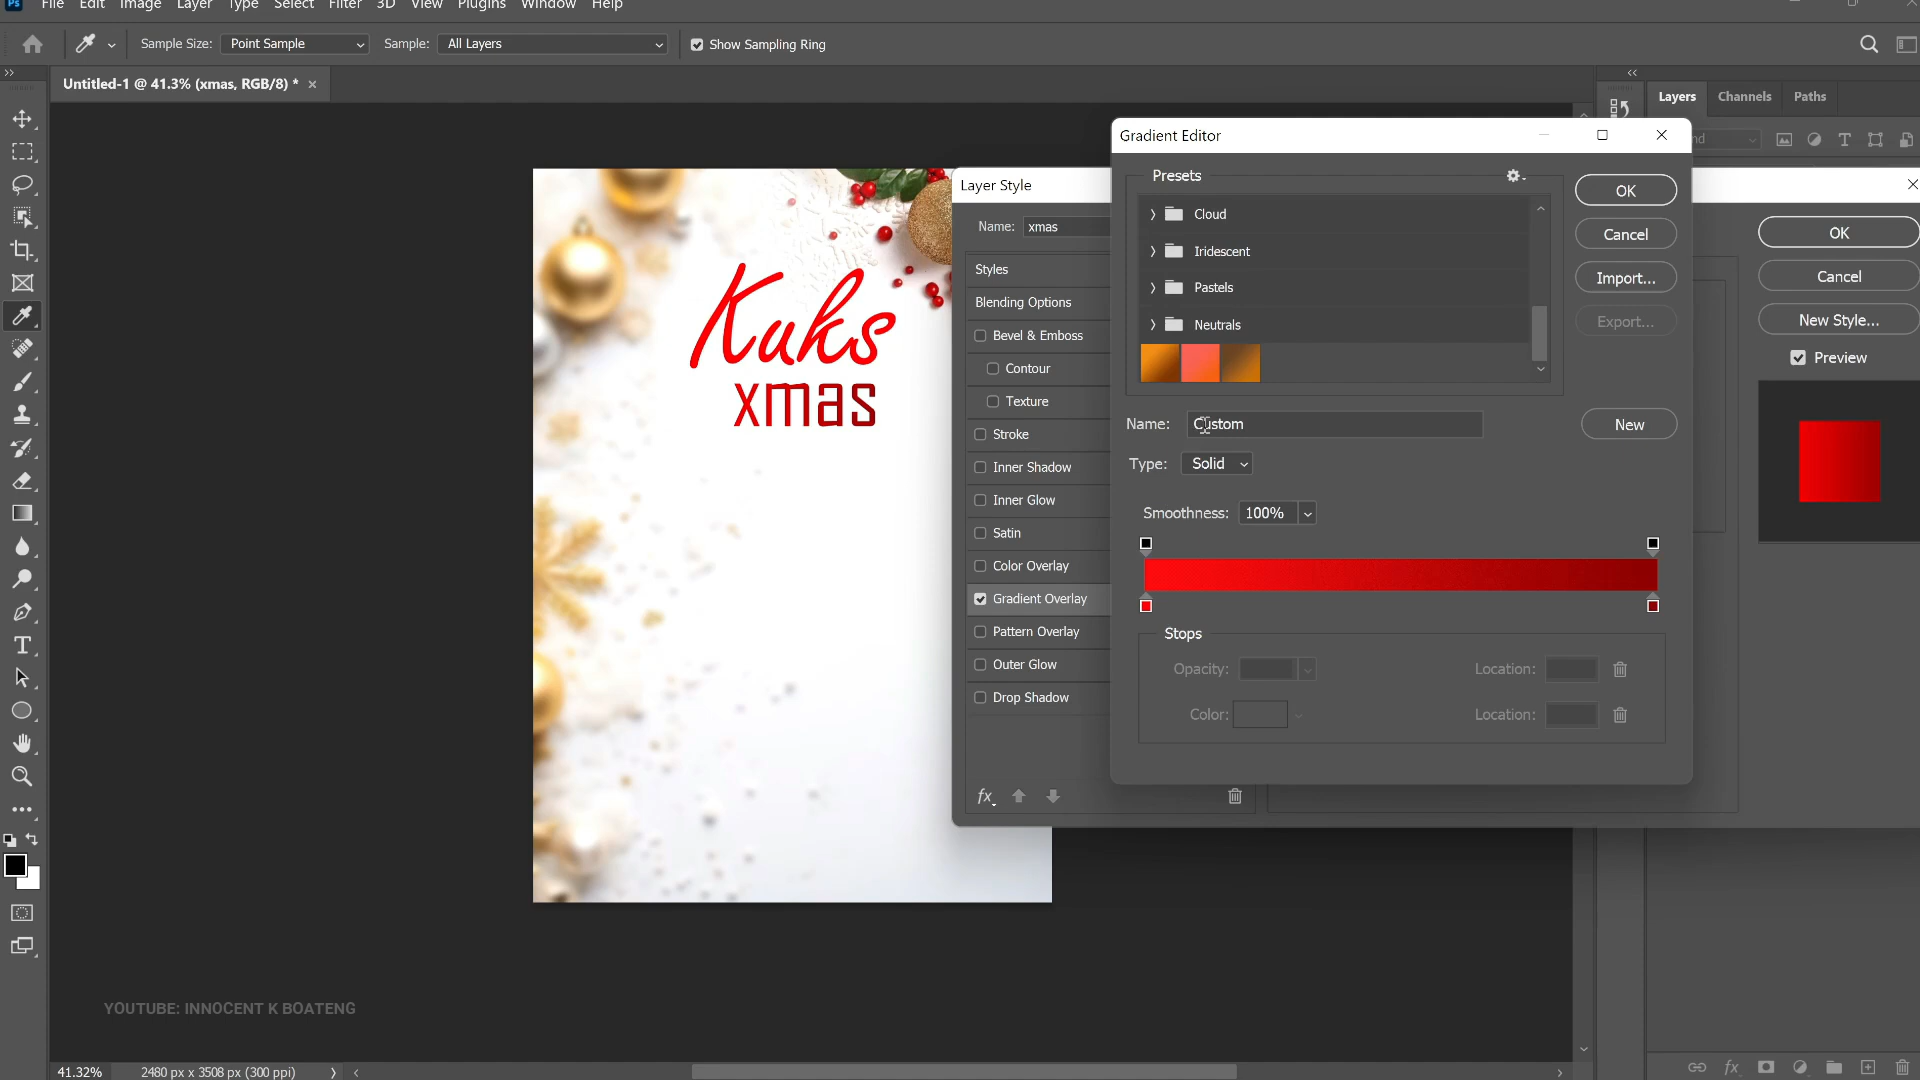 Ps File Edit Image Layer Type Select Filter 3D View Plugins Window Help
Sample Size: Point Sample Sample: All Layers Show Sampling Ring
Untitled-1 @ 41.3% (xmas, RGB/8) * ×
Layers Channels Paths
Gradient Editor
nd
Presets
Layer Style
OK
Cloud
Name: xmas
Cancel
OK
Iridescent
Styles
Import...
Cancel
Pastels
Blending Options
Export...
New Style...
Neutrals
Bevel & Emboss
Preview
Contour
Texture
Name: Custom
New
Stroke
Type: Solid
Inner Shadow
Inner Glow
Smoothness: 100%
Satin
Color Overlay
Gradient Overlay
Pattern Overlay
Stops
Outer Glow
Opacity: Location:
Drop Shadow
Color: Location:
fx
Kuks
xmas
YOUTUBE: INNOCENT K BOATENG
41.32% 2480 px x 3508 px (300 ppi)
fx